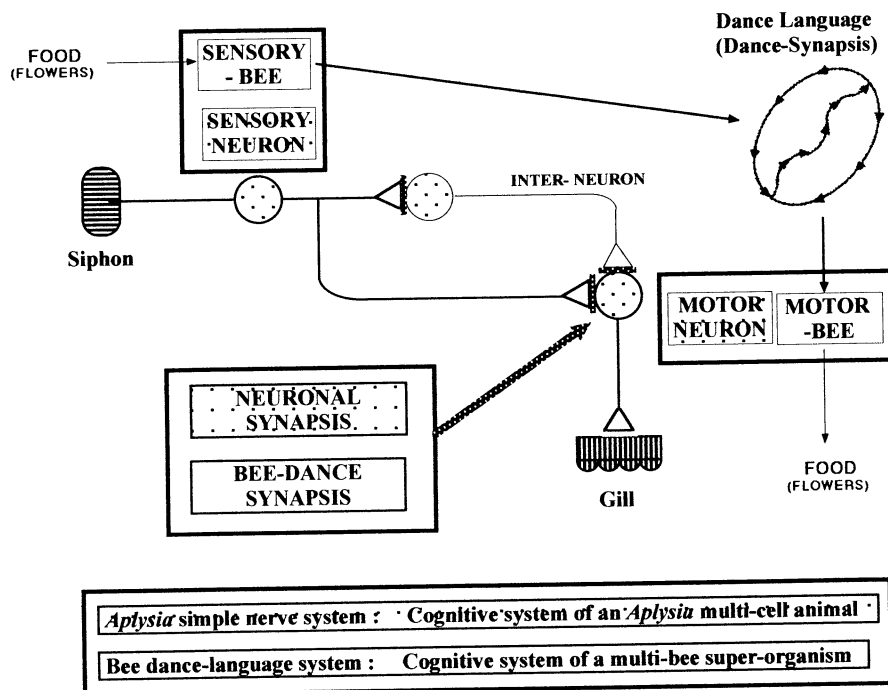 Dance Language
(Dance-Synapsis)
FOOD
(FLOWERS)
SENSORY
-BEE
SENSORY
NEURON
INTER- NEURON
Siphon
MOTOR
NEURON
MOTOR
-BEE
NEURONAL
SYNAPSIS
BEE-DANCE
SYNAPSIS
Gill
FOOD
(FLOWERS)
Aplysia simple nerve system : Cognitive system of an Aplysia multi-cell animal
Bee dance-language system : Cognitive system of a multi-bee super-organism